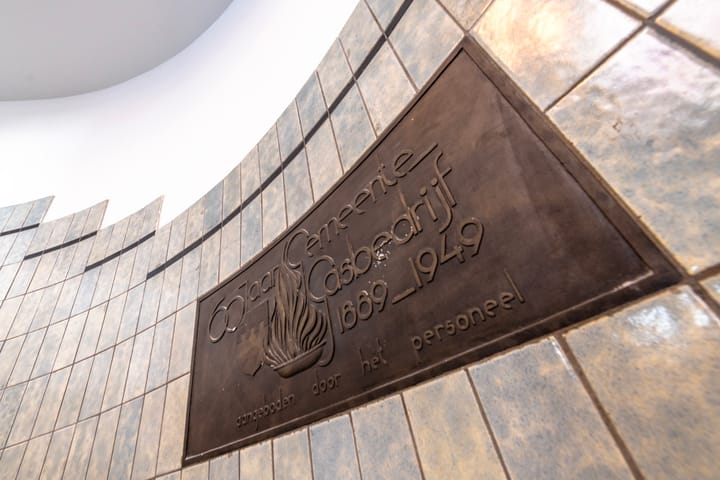 60 jaar Gemeente
Gasbedrijf
1889_1949
aangeboden door het personeel